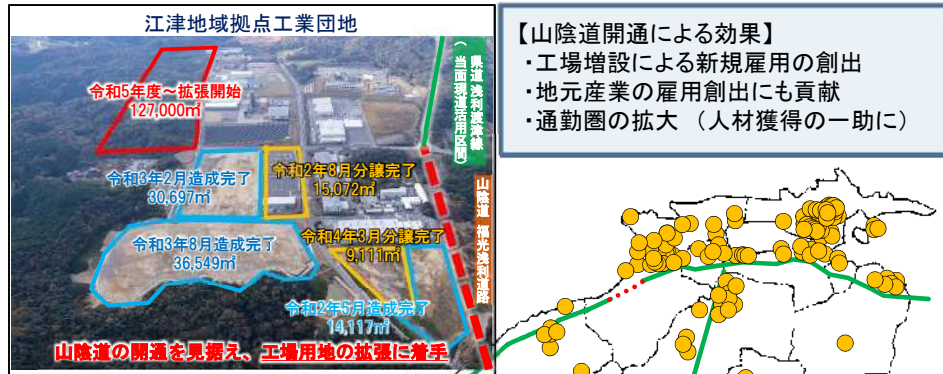 江津地域拠点工業団地
令和5年度~拡張開始
127,000㎡
県道 浅利渡津線
(当面現道活用区間)
令和3年2月造成完了
30,697㎡
令和2年8月分譲完了
15,072㎡
山陰道 福光浅利道路
令和3年8月造成完了
36,549㎡
令和4年3月分譲完了
9,111㎡
令和2年5月造成完了
14,117㎡
山陰道の開通を見据え、工場用地の拡張に着手
【山陰道開通による効果】
・工場増設による新規雇用の創出
・地元産業の雇用創出にも貢献
・通勤圏の拡大 (人材獲得の一助に)